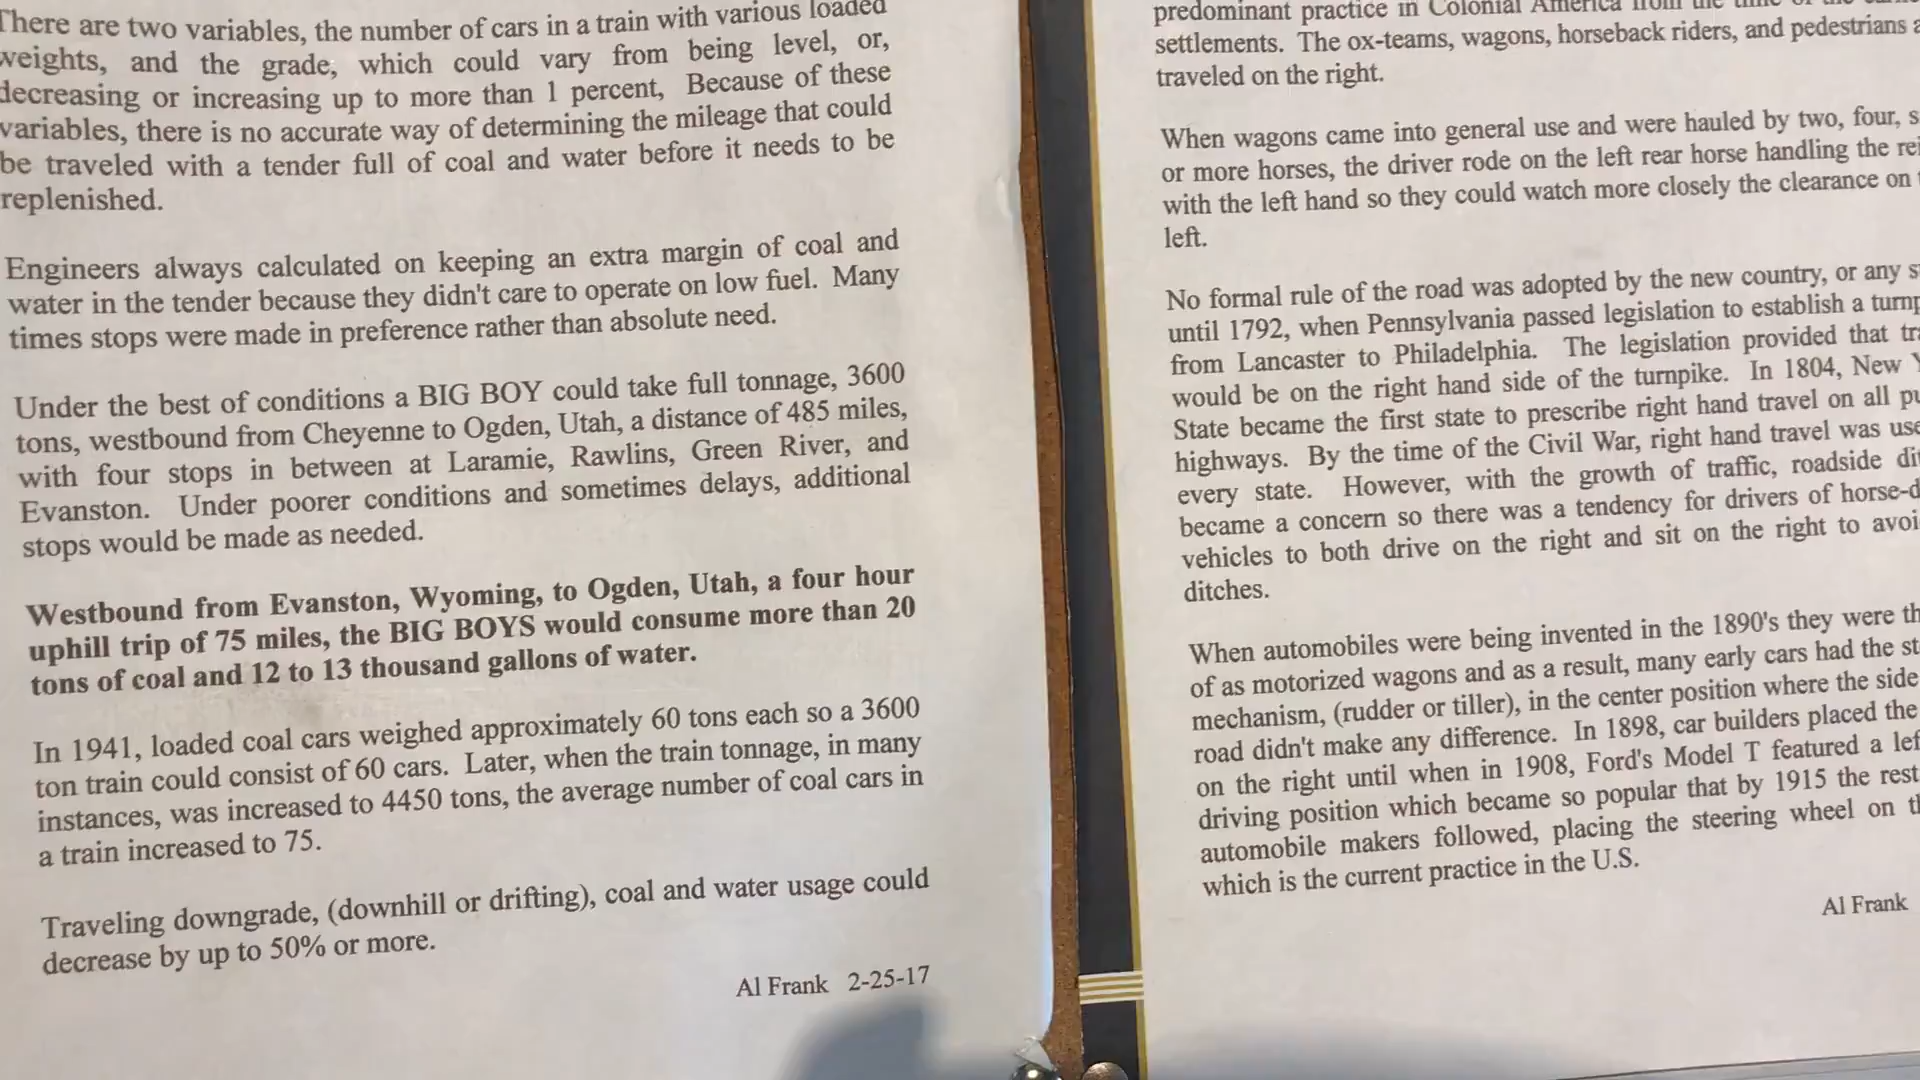 There are two variables, the number of cars in a train with various loaded
weights, and the grade, which could vary from being level, or,
decreasing or increasing up to more than 1 percent, Because of these
variables, there is no accurate way of determining the mileage that could
be traveled with a tender full of coal and water before it needs to be
replenished.
Engineers always calculated on keeping an extra margin of coal and
water in the tender because they didn't care to operate on low fuel. Many
times stops were made in preference rather than absolute need.
Under the best of conditions a BIG BOY could take full tonnage, 3600
tons, westbound from Cheyenne to Ogden, Utah, a distance of 485 miles,
with four stops in between at Laramie, Rawlins, Green River, and
Evanston. Under poorer conditions and sometimes delays, additional
stops would be made as needed.
Westbound from Evanston, Wyoming, to Ogden, Utah, a four hour
uphill trip of 75 miles, the BIG BOYS would consume more than 20
tons of coal and 12 to 13 thousand gallons of water.
In 1941, loaded coal cars weighed approximately 60 tons each so a 3600
ton train could consist of 60 cars. Later, when the train tonnage, in many
instances, was increased to 4450 tons, the average number of coal cars in
a train increased to 75.
Traveling downgrade, (downhill or drifting), coal and water usage could
decrease by up to 50% or more.
Al Frank 2-25-17
predominant practice in Colonial America from the time of the
settlements. The ox-teams, wagons, horseback riders, and pedestrians
traveled on the right.
When wagons came into general use and were hauled by two, four,
or more horses, the driver rode on the left rear horse handling the
with the left hand so they could watch more closely the clearance on
left.
No formal rule of the road was adopted by the new country, or any
until 1792, when Pennsylvania passed legislation to establish a
from Lancaster to Philadelphia. The legislation provided that
would be on the right hand side of the turnpike. In 1804, New
State became the first state to prescribe right hand travel on all
highways. By the time of the Civil War, right hand travel was
every state. However, with the growth of traffic, roadside
became a concern so there was a tendency for drivers of
vehicles to both drive on the right and sit on the right to
ditches.
When automobiles were being invented in the 1890's they were
of as motorized wagons and as a result, many early cars had the
mechanism, (rudder or tiller), in the center position where the side
road didn't make any difference. In 1898, car builders placed the
on the right until when in 1908, Ford's Model T featured a
driving position which became so popular that by 1915 the rest
automobile makers followed, placing the steering wheel on
which is the current practice in the U.S.
Al Frank